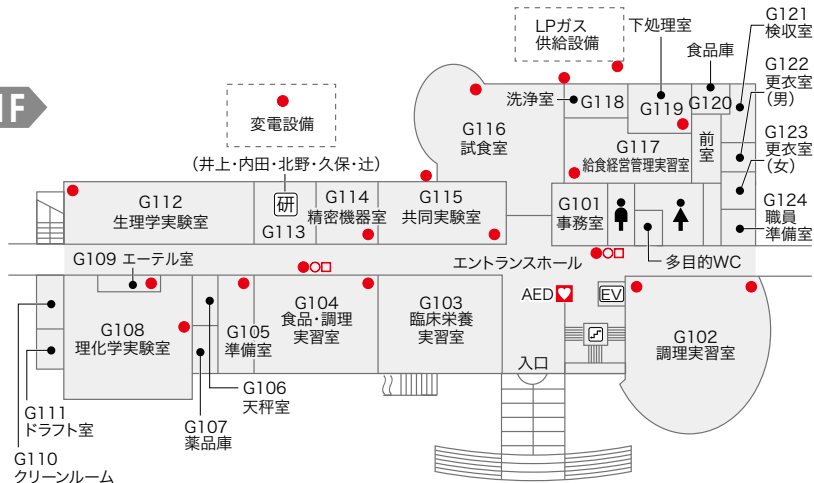 1F
LPガス
供給設備
下処理室
食品庫
G121
検収室
G122
更衣室
(男)
G123
更衣室
(女)
G124
職員
準備室
変電設備
洗浄室
G118
G119
G120
G116
試食室
G117
給食経営管理実習室
前室
(井上・内田・北野・久保・辻)
研
G112
生理学実験室
G113
G114
精密機器室
G115
共同実験室
G101
事務室
G109 エーテル室
エントランスホール
多目的WC
AED
EV
G108
理化学実験室
G105
準備室
G104
食品・調理
実習室
G103
臨床栄養
実習室
G102
調理実習室
入口
G106
天秤室
G107
薬品庫
G111
ドラフト室
G110
クリーンルーム